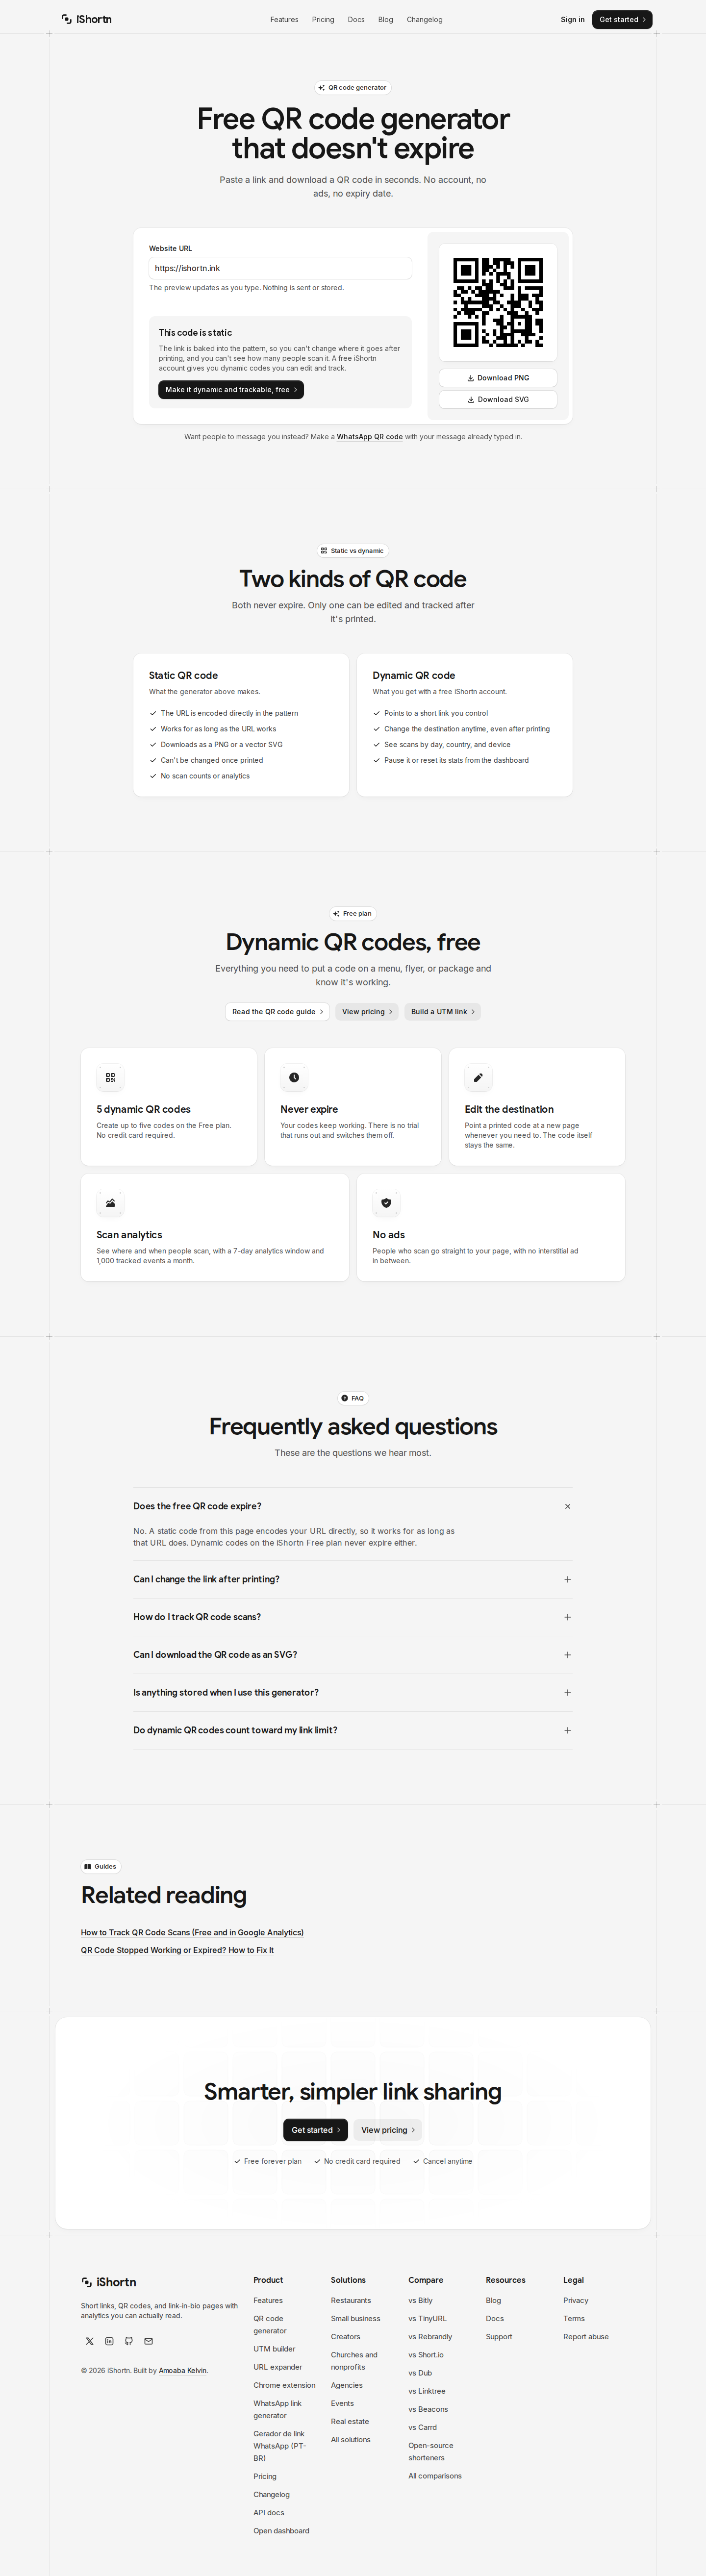 iShortn
Features
Pricing
Docs
Blog
Changelog
Sign in
Get started
QR code generator
Free QR code generator
that doesn't expire
Paste a link and download a QR code in seconds. No account, no
ads, no expiry date.
Website URL
https://ishortn.ink
The preview updates as you type. Nothing is sent or stored.
This code is static
The link is baked into the pattern, so you can't change where it goes after
printing, and you can't see how many people scan it. A free iShortn
account gives you dynamic codes you can edit and track.
Make it dynamic and trackable, free
Download PNG
Download SVG
Want people to message you instead? Make a WhatsApp QR code with your message already typed in.
Static vs dynamic
Two kinds of QR code
Both never expire. Only one can be edited and tracked after
it's printed.
Static QR code
What the generator above makes.
The URL is encoded directly in the pattern
Works for as long as the URL works
Downloads as a PNG or a vector SVG
Can't be changed once printed
No scan counts or analytics
Dynamic QR code
What you get with a free iShortn account.
Points to a short link you control
Change the destination anytime, even after printing
See scans by day, country, and device
Pause it or reset its stats from the dashboard
Free plan
Dynamic QR codes, free
Everything you need to put a code on a menu, flyer, or package and
know it's working.
Read the QR code guide
View pricing
Build a UTM link
5 dynamic QR codes
Create up to five codes on the Free plan.
No credit card required.
Never expire
Your codes keep working. There is no trial
that runs out and switches them off.
Edit the destination
Point a printed code at a new page
whenever you need to. The code itself
stays the same.
Scan analytics
See where and when people scan, with a 7-day analytics window and
1,000 tracked events a month.
No ads
People who scan go straight to your page, with no interstitial ad
in between.
FAQ
Frequently asked questions
These are the questions we hear most.
Does the free QR code expire?
No. A static code from this page encodes your URL directly, so it works for as long as
that URL does. Dynamic codes on the iShortn Free plan never expire either.
Can I change the link after printing?
How do I track QR code scans?
Can I download the QR code as an SVG?
Is anything stored when I use this generator?
Do dynamic QR codes count toward my link limit?
Guides
Related reading
How to Track QR Code Scans (Free and in Google Analytics)
QR Code Stopped Working or Expired? How to Fix It
Smarter, simpler link sharing
Get started
View pricing
Free forever plan
No credit card required
Cancel anytime
iShortn
Short links, QR codes, and link-in-bio pages with
analytics you can actually read.
© 2026 iShortn. Built by Amoaba Kelvin.
Product
Features
QR code
generator
UTM builder
URL expander
Chrome extension
WhatsApp link
generator
Gerador de link
WhatsApp (PT-
BR)
Pricing
Changelog
API docs
Open dashboard
Solutions
Restaurants
Small business
Creators
Churches and
nonprofits
Agencies
Events
Real estate
All solutions
Compare
vs Bitly
vs TinyURL
vs Rebrandly
vs Short.io
vs Dub
vs Linktree
vs Beacons
vs Carrd
Open-source
shorteners
All comparisons
Resources
Blog
Docs
Support
Legal
Privacy
Terms
Report abuse